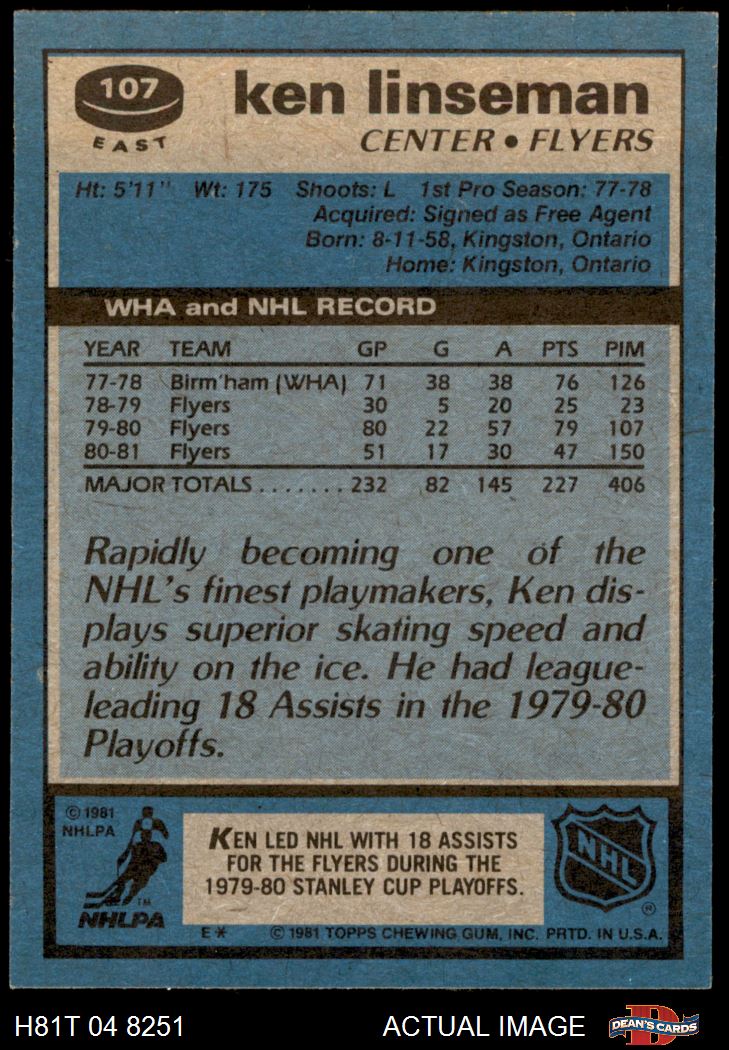 107
EAST
ken linseman
CENTER • FLYERS
Ht: 5'11" Wt: 175 Shoots: L 1st Pro Season: 77-78
Acquired: Signed as Free Agent
Born: 8-11-58, Kingston, Ontario
Home: Kingston, Ontario
WHA and NHL RECORD
YEAR TEAM GP G A PTS PIM
77-78 Birm'ham (WHA) 71 38 38 76 126
78-79 Flyers 30 5 20 25 23
79-80 Flyers 80 22 57 79 107
80-81 Flyers 51 17 30 47 150
MAJOR TOTALS ....... 232 82 145 227 406
Rapidly becoming one of the
NHL's finest playmakers, Ken dis-
plays superior skating speed and
ability on the ice. He had league-
leading 18 Assists in the 1979-80
Playoffs.
© 1981
NHLPA
TM
NHLPA
KEN LED NHL WITH 18 ASSISTS
FOR THE FLYERS DURING THE
1979-80 STANLEY CUP PLAYOFFS.
NHL
®
E* © 1981 TOPPS CHEWING GUM, INC. PRTD. IN U.S.A.
H81T 04 8251 ACTUAL IMAGE
D
DEAN'S CARDS